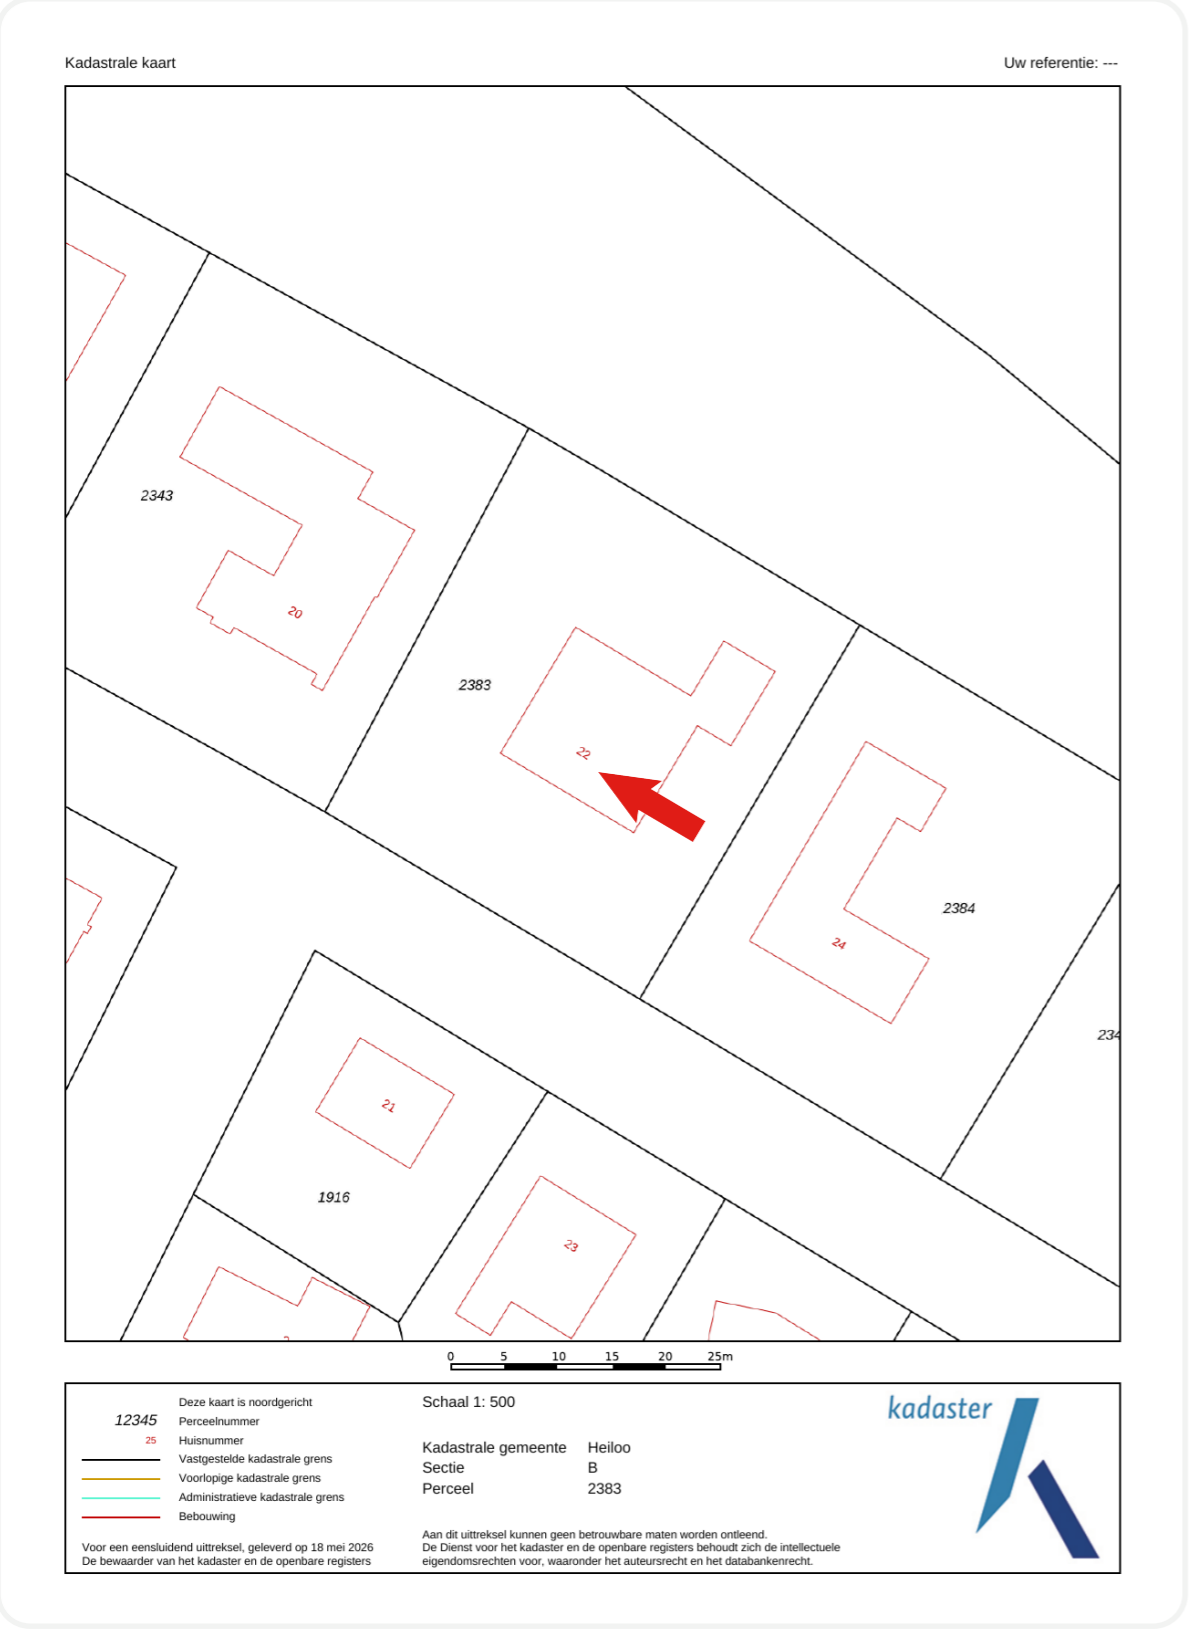 Kadastrale kaart
Uw referentie: ---
2343
20
2383
22
2384
24
234
21
1916
23
0 5 10 15 20 25m
Deze kaart is noordgericht
12345 Perceelnummer
25 Huisnummer
Vastgestelde kadastrale grens
Voorlopige kadastrale grens
Administratieve kadastrale grens
Bebouwing
Voor een eensluidend uittreksel, geleverd op 18 mei 2026
De bewaarder van het kadaster en de openbare registers
Schaal 1: 500
Kadastrale gemeente Heiloo
Sectie B
Perceel 2383
Aan dit uittreksel kunnen geen betrouwbare maten worden ontleend.
De Dienst voor het kadaster en de openbare registers behoudt zich de intellectuele
eigendomsrechten voor, waaronder het auteursrecht en het databankenrecht.
kadaster